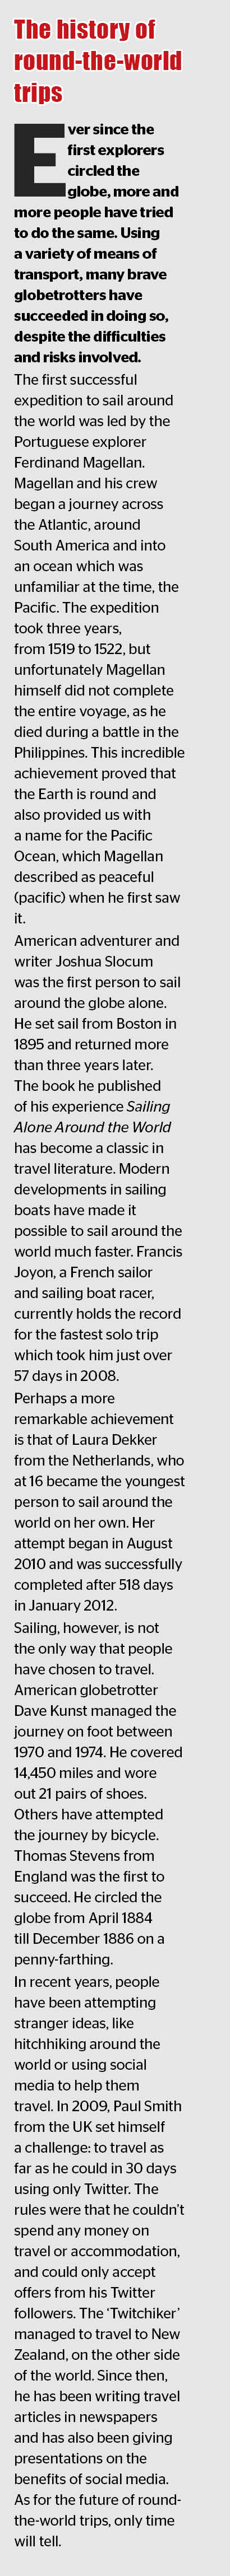 The history of
round-the-world
trips
Ever since the
first explorers
circled the
globe, more and
more people have tried
to do the same. Using
a variety of means of
transport, many brave
globetrotters have
succeeded in doing so,
despite the difficulties
and risks involved.
The first successful
expedition to sail around
the world was led by the
Portuguese explorer
Ferdinand Magellan.
Magellan and his crew
began a journey across
the Atlantic, around
South America and into
an ocean which was
unfamiliar at the time, the
Pacific. The expedition
took three years,
from 1519 to 1522, but
unfortunately Magellan
himself did not complete
the entire voyage, as he
died during a battle in the
Philippines. This incredible
achievement proved that
the Earth is round and
also provided us with
a name for the Pacific
Ocean, which Magellan
described as peaceful
(pacific) when he first saw
it.
American adventurer and
writer Joshua Slocum
was the first person to sail
around the globe alone.
He set sail from Boston in
1895 and returned more
than three years later.
The book he published
of his experience Sailing
Alone Around the World
has become a classic in
travel literature. Modern
developments in sailing
boats have made it
possible to sail around the
world much faster. Francis
Joyon, a French sailor
and sailing boat racer,
currently holds the record
for the fastest solo trip
which took him just over
57 days in 2008.
Perhaps a more
remarkable achievement
is that of Laura Dekker
from the Netherlands, who
at 16 became the youngest
person to sail around the
world on her own. Her
attempt began in August
2010 and was successfully
completed after 518 days
in January 2012.
Sailing, however, is not
the only way that people
have chosen to travel.
American globetrotter
Dave Kunst managed the
journey on foot between
1970 and 1974. He covered
14,450 miles and wore
out 21 pairs of shoes.
Others have attempted
the journey by bicycle.
Thomas Stevens from
England was the first to
succeed. He circled the
globe from April 1884
till December 1886 on a
penny-farthing.
In recent years, people
have been attempting
stranger ideas, like
hitchhiking around the
world or using social
media to help them
travel. In 2009, Paul Smith
from the UK set himself
a challenge: to travel as
far as he could in 30 days
using only Twitter. The
rules were that he couldn't
spend any money on
travel or accommodation,
and could only accept
offers from his Twitter
followers. The ‘Twitchiker’
managed to travel to New
Zealand, on the other side
of the world. Since then,
he has been writing travel
articles in newspapers
and has also been giving
presentations on the
benefits of social media.
As for the future of round-
the-world trips, only time
will tell.